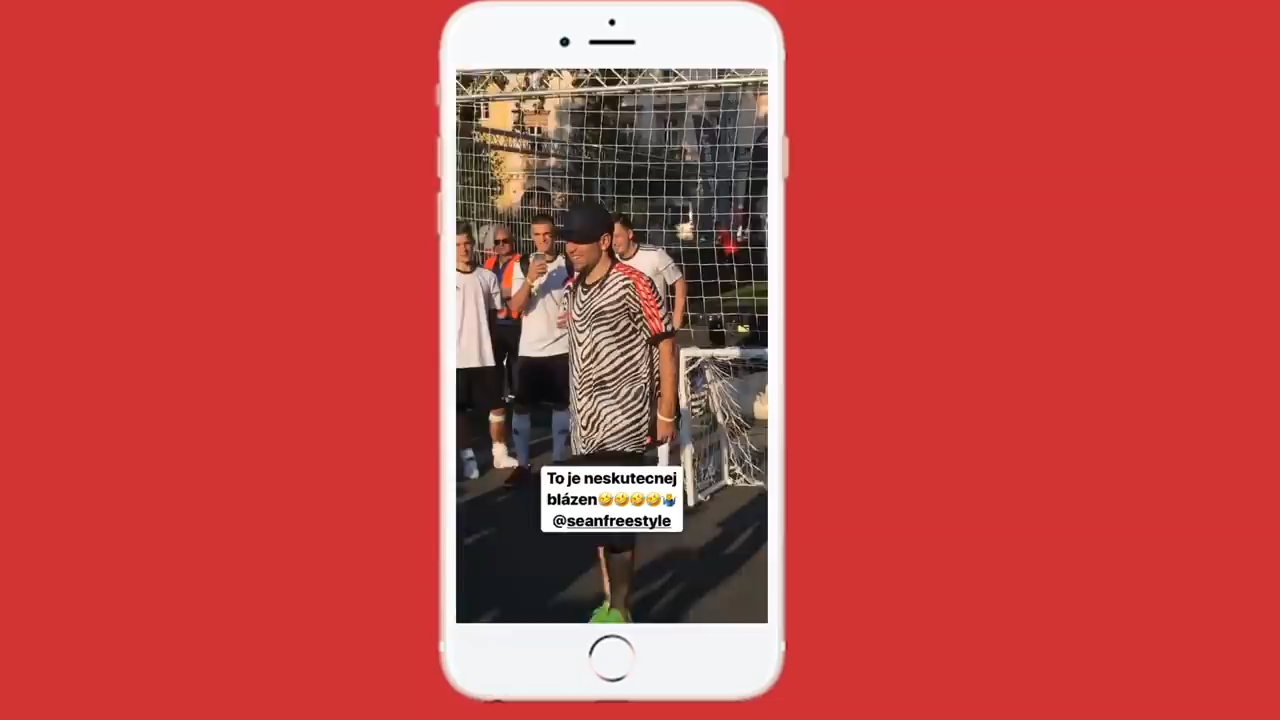 To je neskutecnej
blázen🤣🤣🤣🤣🤷‍♂️
@seanfreestyle